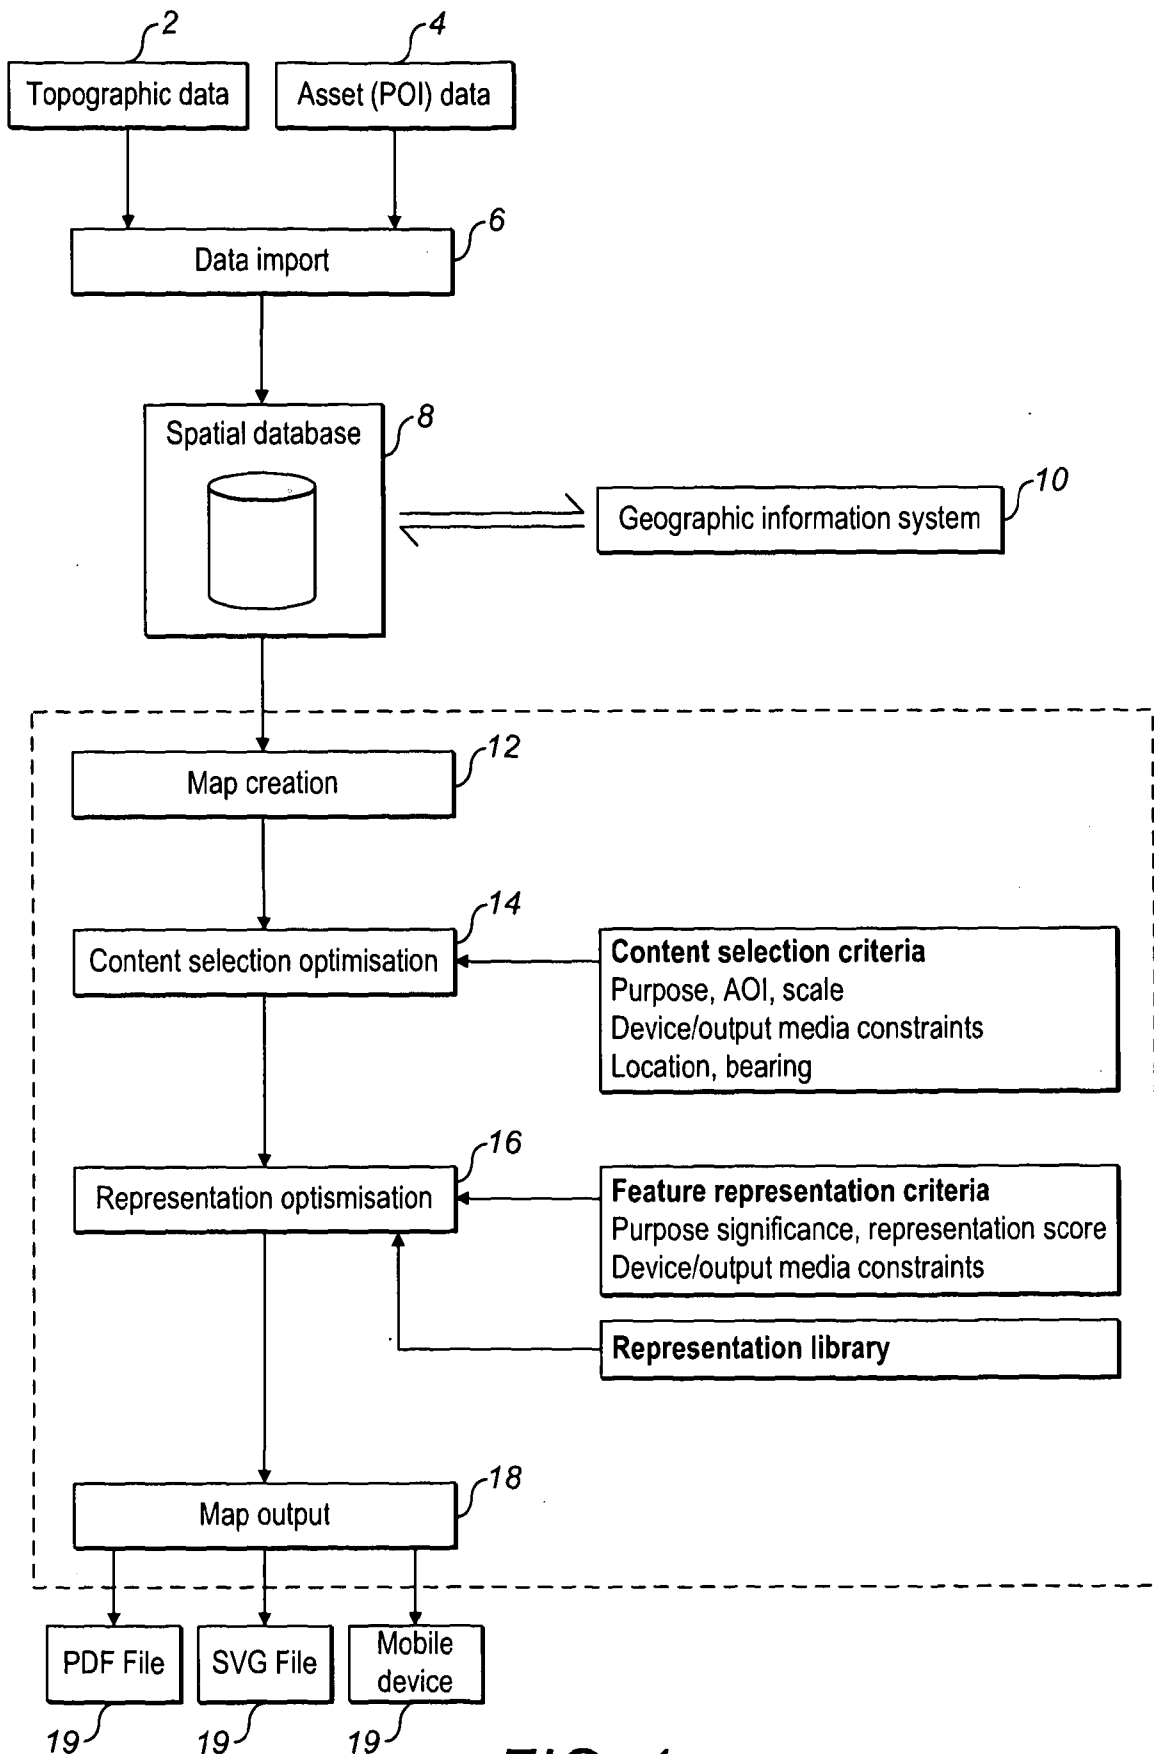 2
4
Topographic data
Asset (POI) data
6
Data import
8
Spatial database
10
Geographic information system
12
Map creation
14
Content selection optimisation
Content selection criteria
Purpose, AOI, scale
Device/output media constraints
Location, bearing
16
Representation optismisation
Feature representation criteria
Purpose significance, representation score
Device/output media constraints
Representation library
18
Map output
PDF File
SVG File
Mobile
device
19
19
19